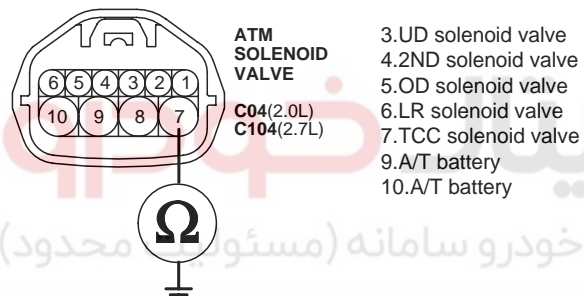 ATM
SOLENOID
VALVE
C04(2.0L)
C104(2.7L)
6 5 4 3 2 1
10 9 8 7
Ω
3.UD solenoid valve
4.2ND solenoid valve
5.OD solenoid valve
6.LR solenoid valve
7.TCC solenoid valve
9.A/T battery
10.A/T battery
خودرو سامانه (مسئولیت محدود)